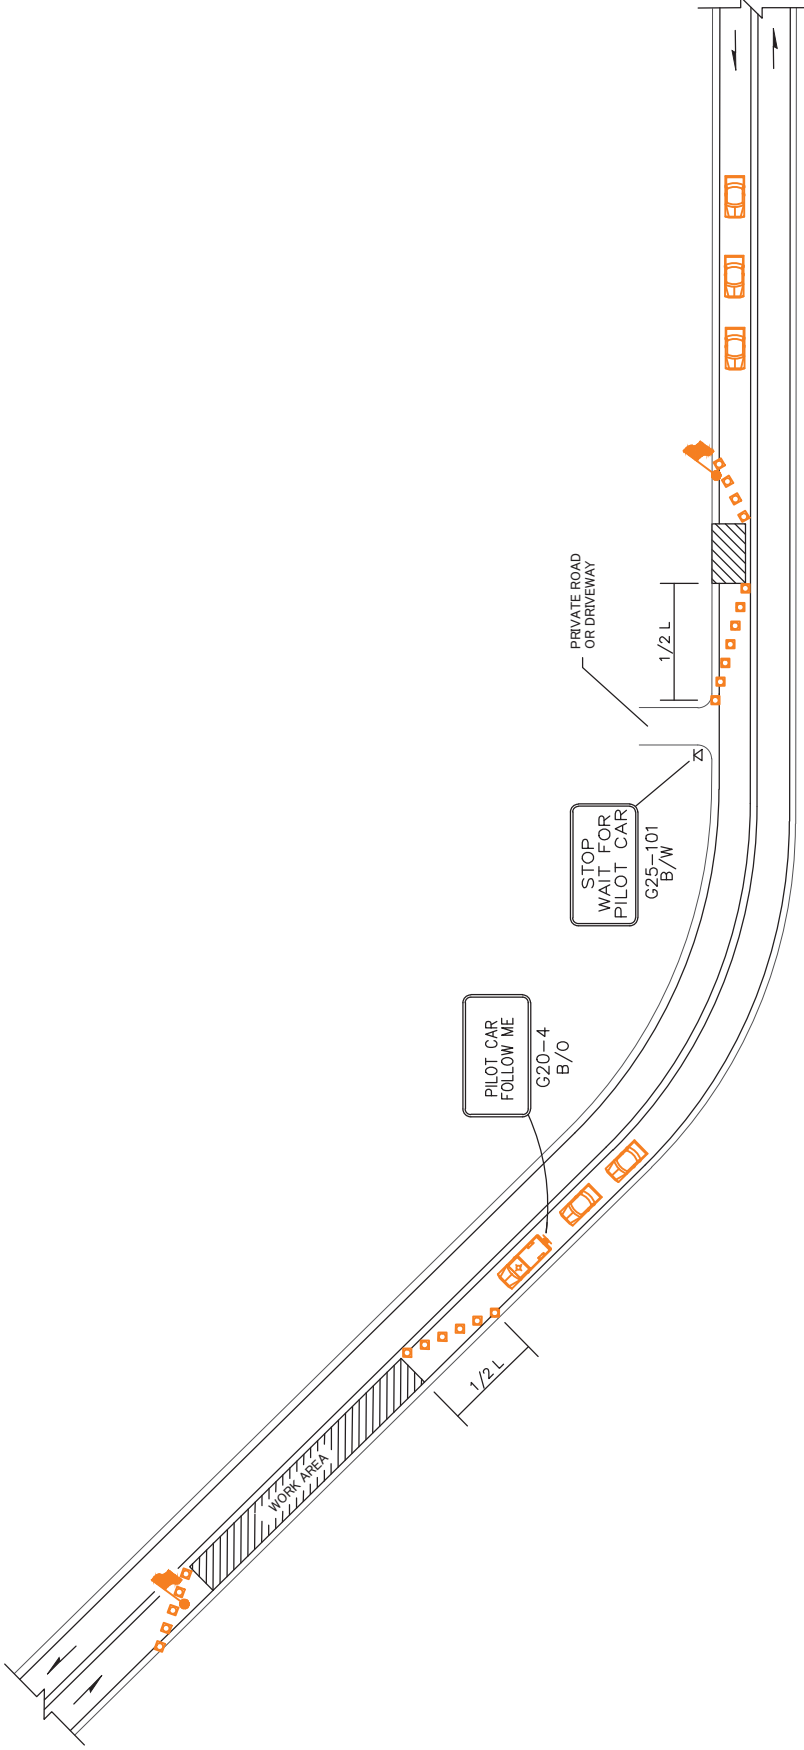 PRIVATE ROAD
OR DRIVEWAY
1/2 L
STOP
WAIT FOR
PILOT CAR
G25-101
B/W
PILOT CAR
FOLLOW ME
G20-4
B/O
1/2 L
WORK AREA